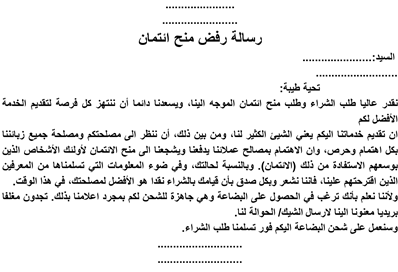 ......................
........................
رسالة رفض منح ائتمان
السيد:......................
..........................
تحية طيبة:
نقدر عاليا طلب الشراء وطلب منح ائتمان الموجه الينا، ويسعدنا دائما أن ننتهز كل فرصة لتقديم الخدمة
الأفضل لكم
ان تقديم خدماتنا اليكم يعني الشيئ الكثير لنا، ومن بين ذلك، أن ننظر الى مصلحتكم ومصلحة جميع زبائننا
بكل اهتمام وحرص، وان الاهتمام بمصالح عملائنا يدفعنا ويشجعنا الى منح الائتمان لأولئك الأشخاص الذين
بوسعهم الاستفادة من ذلك (الائتمان). وبالنسبة لحالتك، وفي ضوء المعلومات التي تسلمناها من المعرفين
الذين اقترحتهم علينا، فاننا نشعر وبكل صدق بأن قيامك بالشراء نقدا هو الأفضل لمصلحتك، في هذا الوقت.
ولأننا نعلم بأنك ترغب في الحصول على البضاعة وهي جاهزة للشحن لكم بمجرد اعلامنا بذلك. تجدون مغلفا
بريديا معنونا الينا لارسال الشيك/ الحوالة لنا.
وسنعمل على شحن البضاعة اليكم فور تسلمنا طلب الشراء.
...........................
...........................